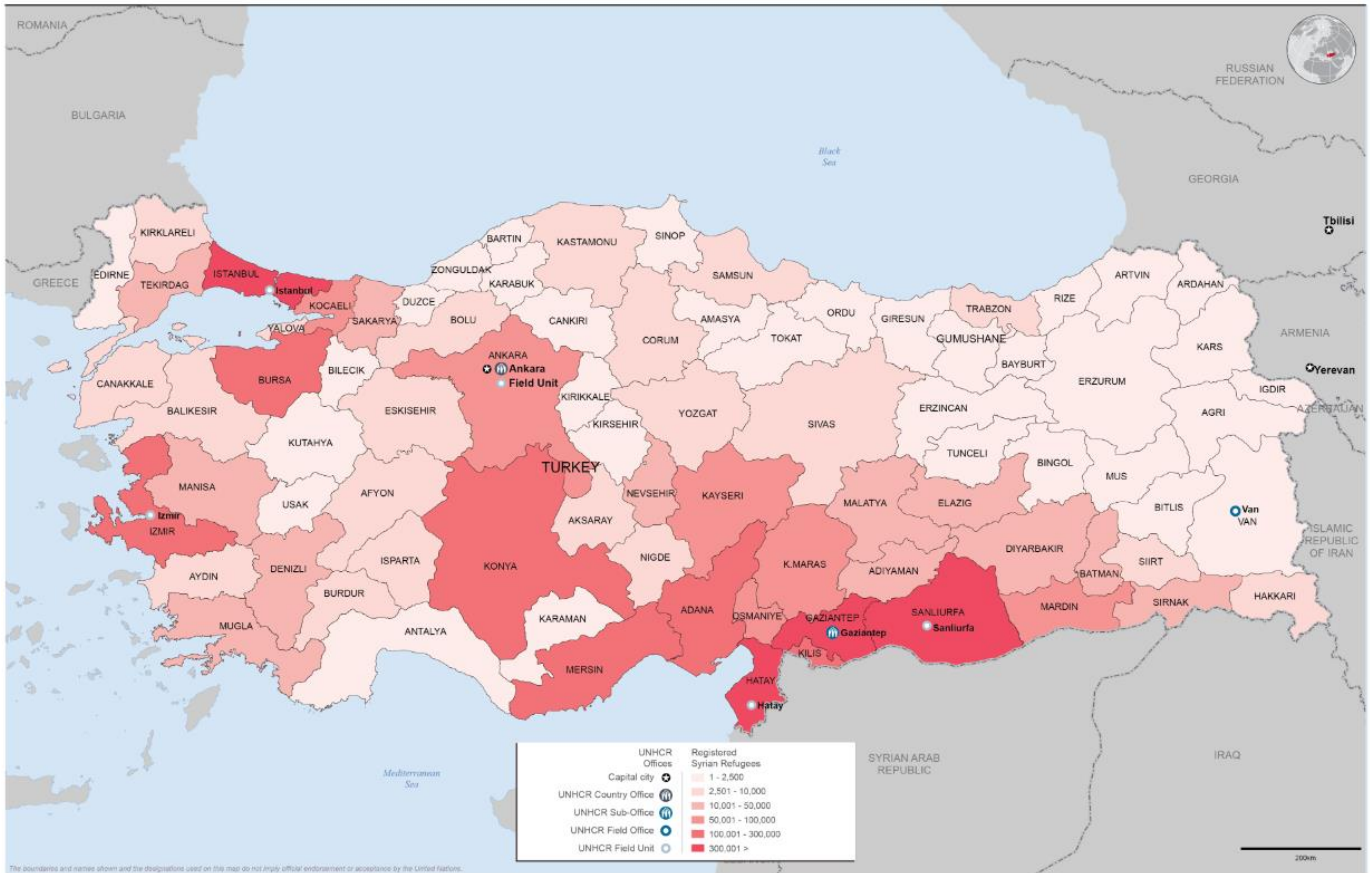 ROMANIA
RUSSIAN
FEDERATION
BULGARIA
Black
Sea
GEORGIA
Tbilisi
KIRKLARELI
BARTIN
KASTAMONU
SINOP
EDIRNE
ISTANBUL
ZONGULDAK
SAMSUN
ARTVIN
ARDAHAN
GREECE
TEKIRDAG
Istanbul
KARABUK
KOCAELI
DUZCE
RIZE
TRABZON
YALOVA
SAKARYA
BOLU
CANKIRI
AMASYA
ORDU
GIRESUN
ARMENIA
CORUM
TOKAT
GUMUSHANE
KARS
ANKARA
Ankara
Field Unit
BAYBURT
Yerevan
CANAKKALE
BURSA
BILECIK
ERZURUM
IGDIR
BALIKESIR
ESKISEHIR
KIRIKKALE
YOZGAT
ERZINCAN
AGRI
AZERBAIJAN
KUTAHYA
KIRSEHIR
SIVAS
TUNCELI
BINGOL
MUS
TURKEY
MANISA
USAK
AFYON
NEVSEHIR
KAYSERI
MALATYA
ELAZIG
BITLIS
Van
VAN
Izmir
IZMIR
AKSARAY
ISLAMIC
REPUBLIC
OF IRAN
DIYARBAKIR
ISPARTA
KONYA
NIGDE
K.MARAS
ADIYAMAN
SIIRT
AYDIN
DENIZLI
BATMAN
BURDUR
ADANA
OSMANIYE
GAZIANTEP
SANLIURFA
MARDIN
SIRNAK
HAKKARI
MUGLA
ANTALYA
KARAMAN
Gaziantep
Sanliurfa
MERSIN
KILIS
HATAY
Hatay
Mediterranean
Sea
SYRIAN ARAB
REPUBLIC
IRAQ
UNHCR
Offices
Registered
Syrian Refugees
Capital city
1 - 2,500
UNHCR Country Office
2,501 - 10,000
UNHCR Sub-Office
10,001 - 50,000
50,001 - 100,000
UNHCR Field Office
100,001 - 300,000
UNHCR Field Unit
300,001 >
200km
The boundaries and names shown and the designations used on this map do not imply official endorsement or acceptance by the United Nations.